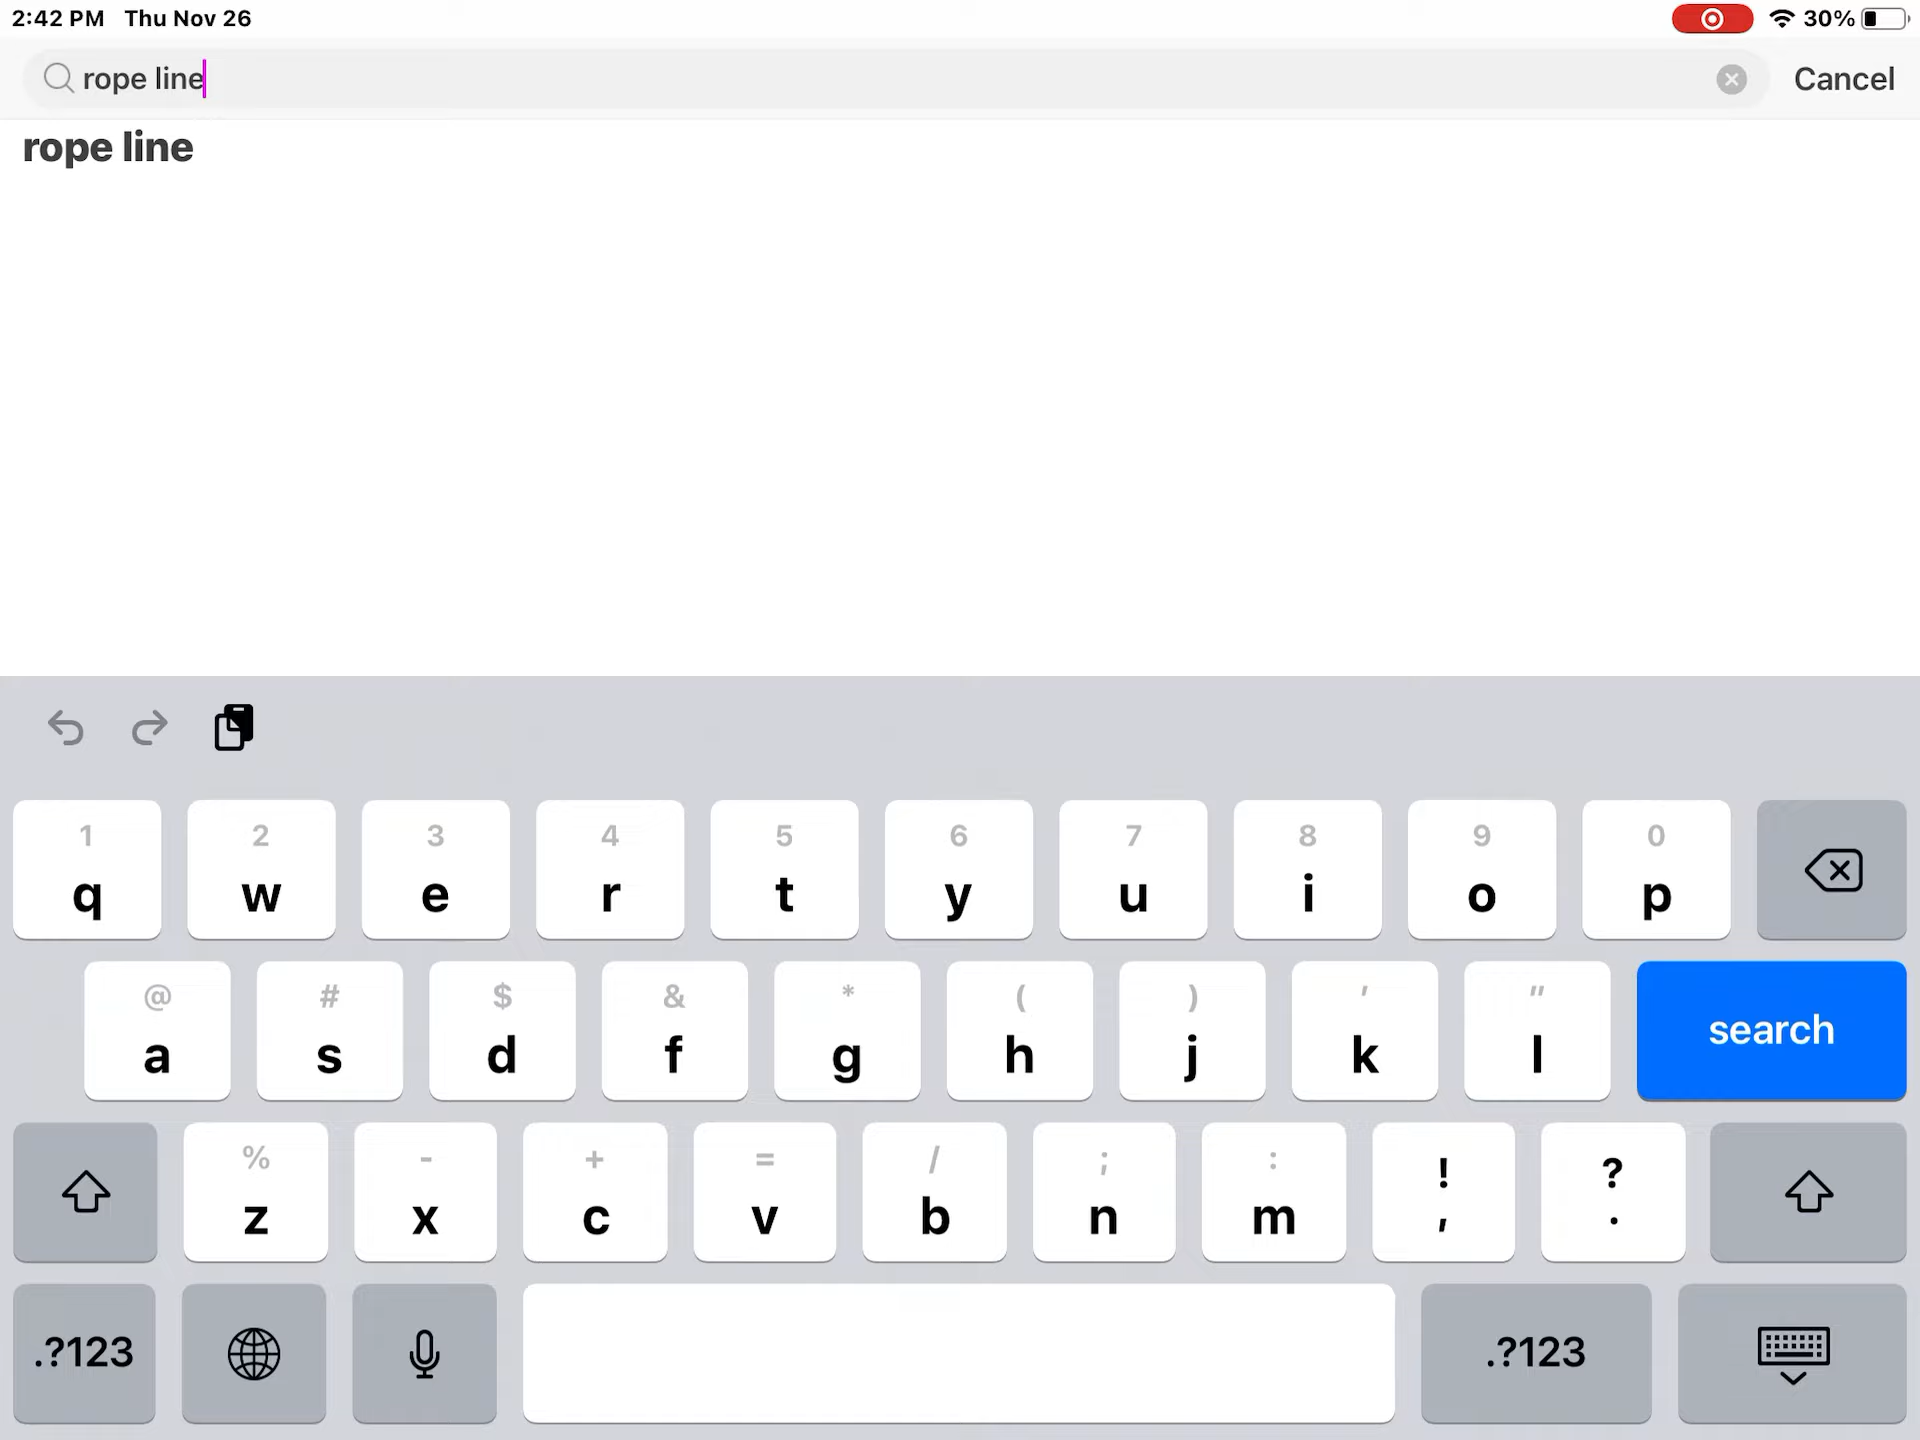 2:42 PM Thu Nov 26 30%
rope line Cancel
rope line
1 2 3 4 5 6 7 8 9 0
q w e r t y u i o p
@ # $ & * ( ) ' "
a s d f g h j k l search
% - + = / ; : ! ?
z x c v b n m , .
.?123 .?123